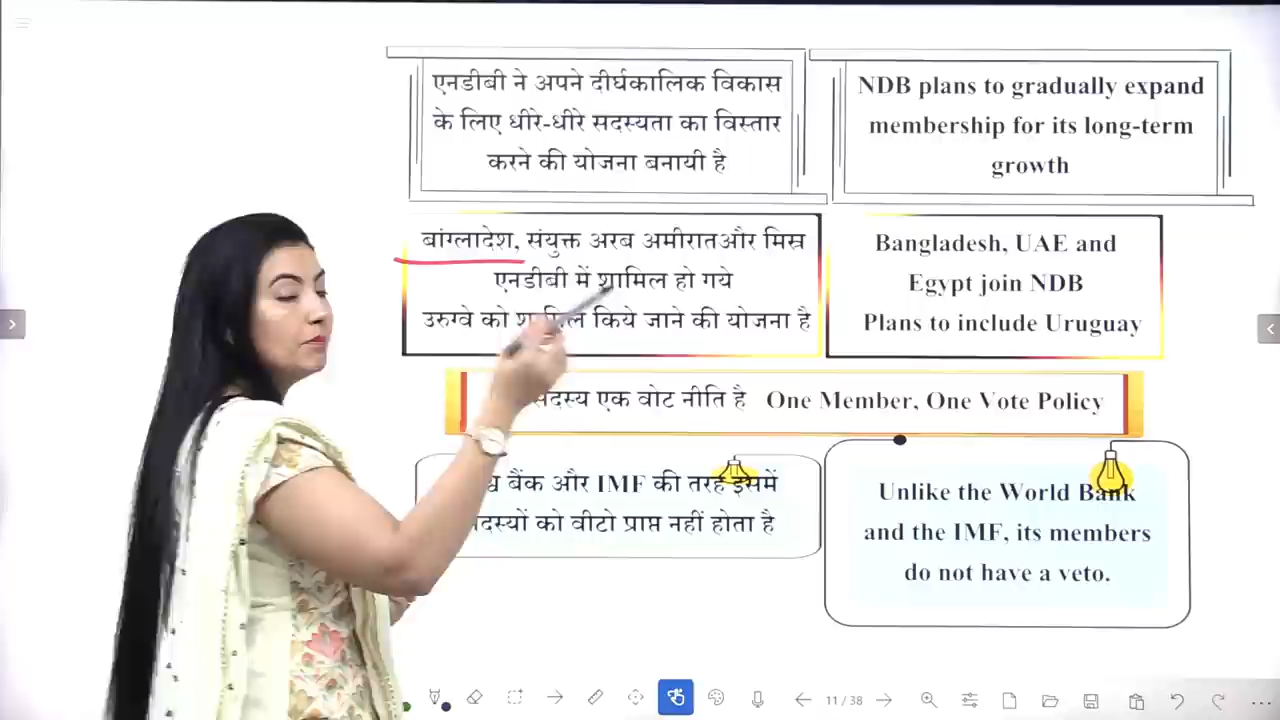 एनडीबी ने अपने दीर्घकालिक विकास
के लिए धीरे-धीरे सदस्यता का विस्तार
करने की योजना बनायी है
NDB plans to gradually expand
membership for its long-term
growth
बांग्लादेश, संयुक्त अरब अमीरातऔर मिस्र
एनडीबी में शामिल हो गये
उरुग्वे को शामिल किये जाने की योजना है
Bangladesh, UAE and
Egypt join NDB
Plans to include Uruguay
सदस्य एक वोट नीति है One Member, One Vote Policy
बैंक और IMF की तरह इसमें
सदस्यों को वीटो प्राप्त नहीं होता है
Unlike the World Bank
and the IMF, its members
do not have a veto.
11 / 38